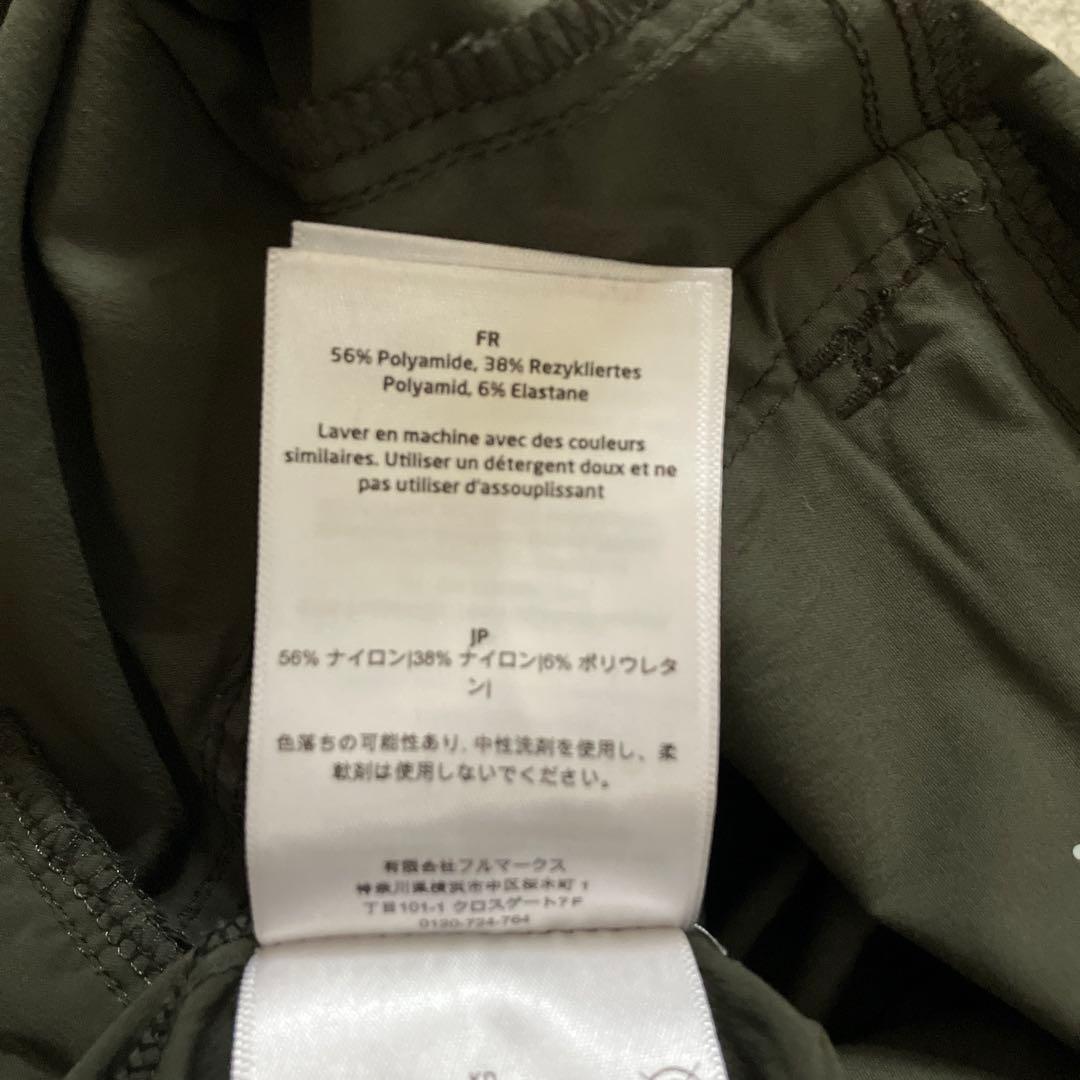 FR
56% Polyamide, 38% Rezykliertes
Polyamid, 6% Elastane
Laver en machine avec des couleurs
similaires. Utiliser un détergent doux et ne
pas utiliser d'assouplissant
JP
56% ナイロン|38% ナイロン|6% ポリウレタ
ン|
色落ちの可能性あり, 中性洗剤を使用し、柔
軟剤は使用しないでください。
有限会社フルマークス
神奈川県横浜市中区桜木町 1
丁目101-1 クロスゲート7F
0120-724-764